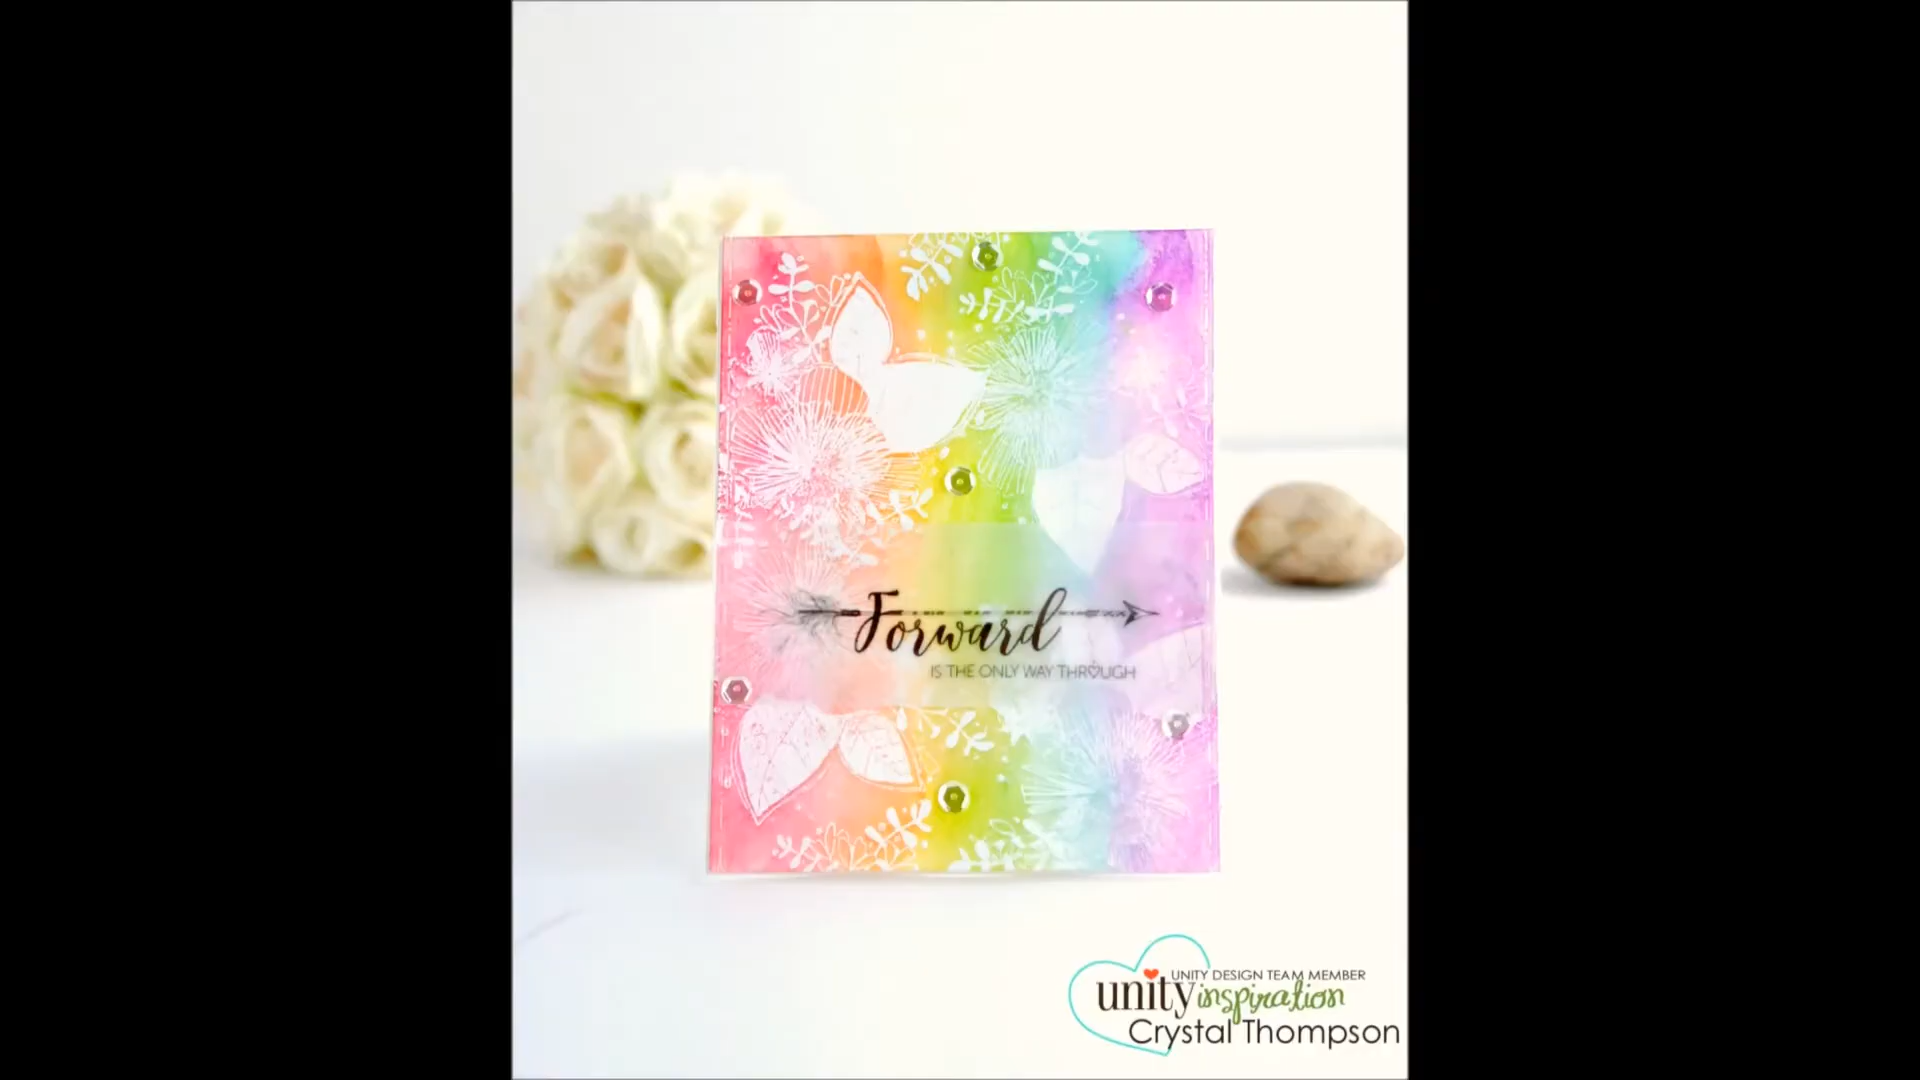 Forward
IS THE ONLY WAY THROUGH
UNITY DESIGN TEAM MEMBER
unity inspiration
Crystal Thompson